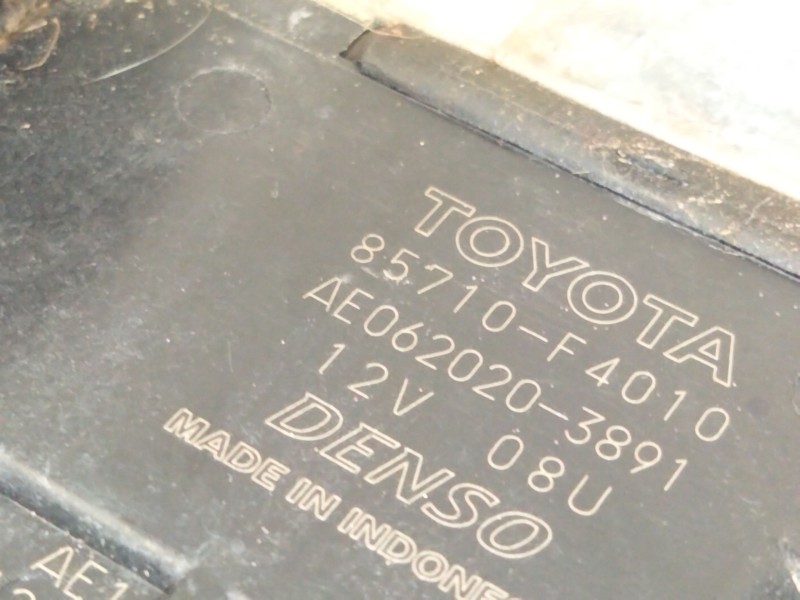 TOYOTA
85710-F4010
AE062020-3891
12V 08U
DENSO
MADE IN INDONE
AE1